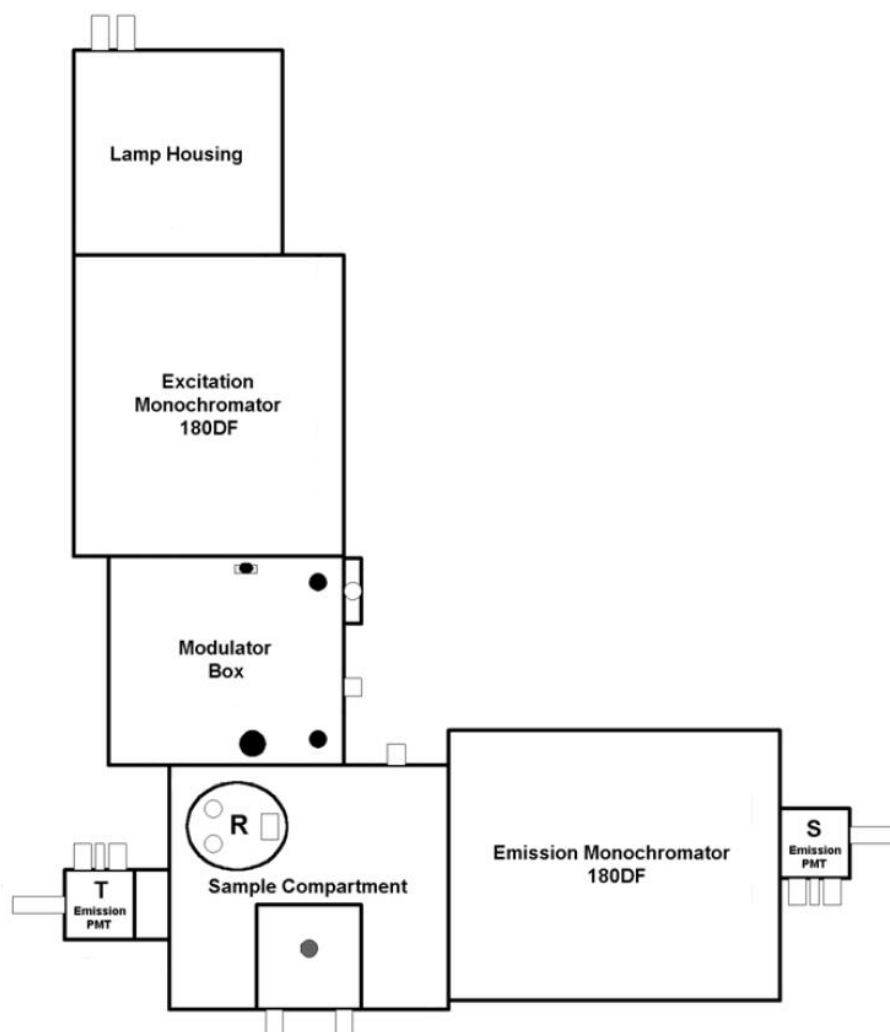 Lamp Housing
Excitation
Monochromator
180DF
Modulator
Box
R
Sample Compartment
T
Emission
PMT
Emission Monochromator
180DF
S
Emission
PMT